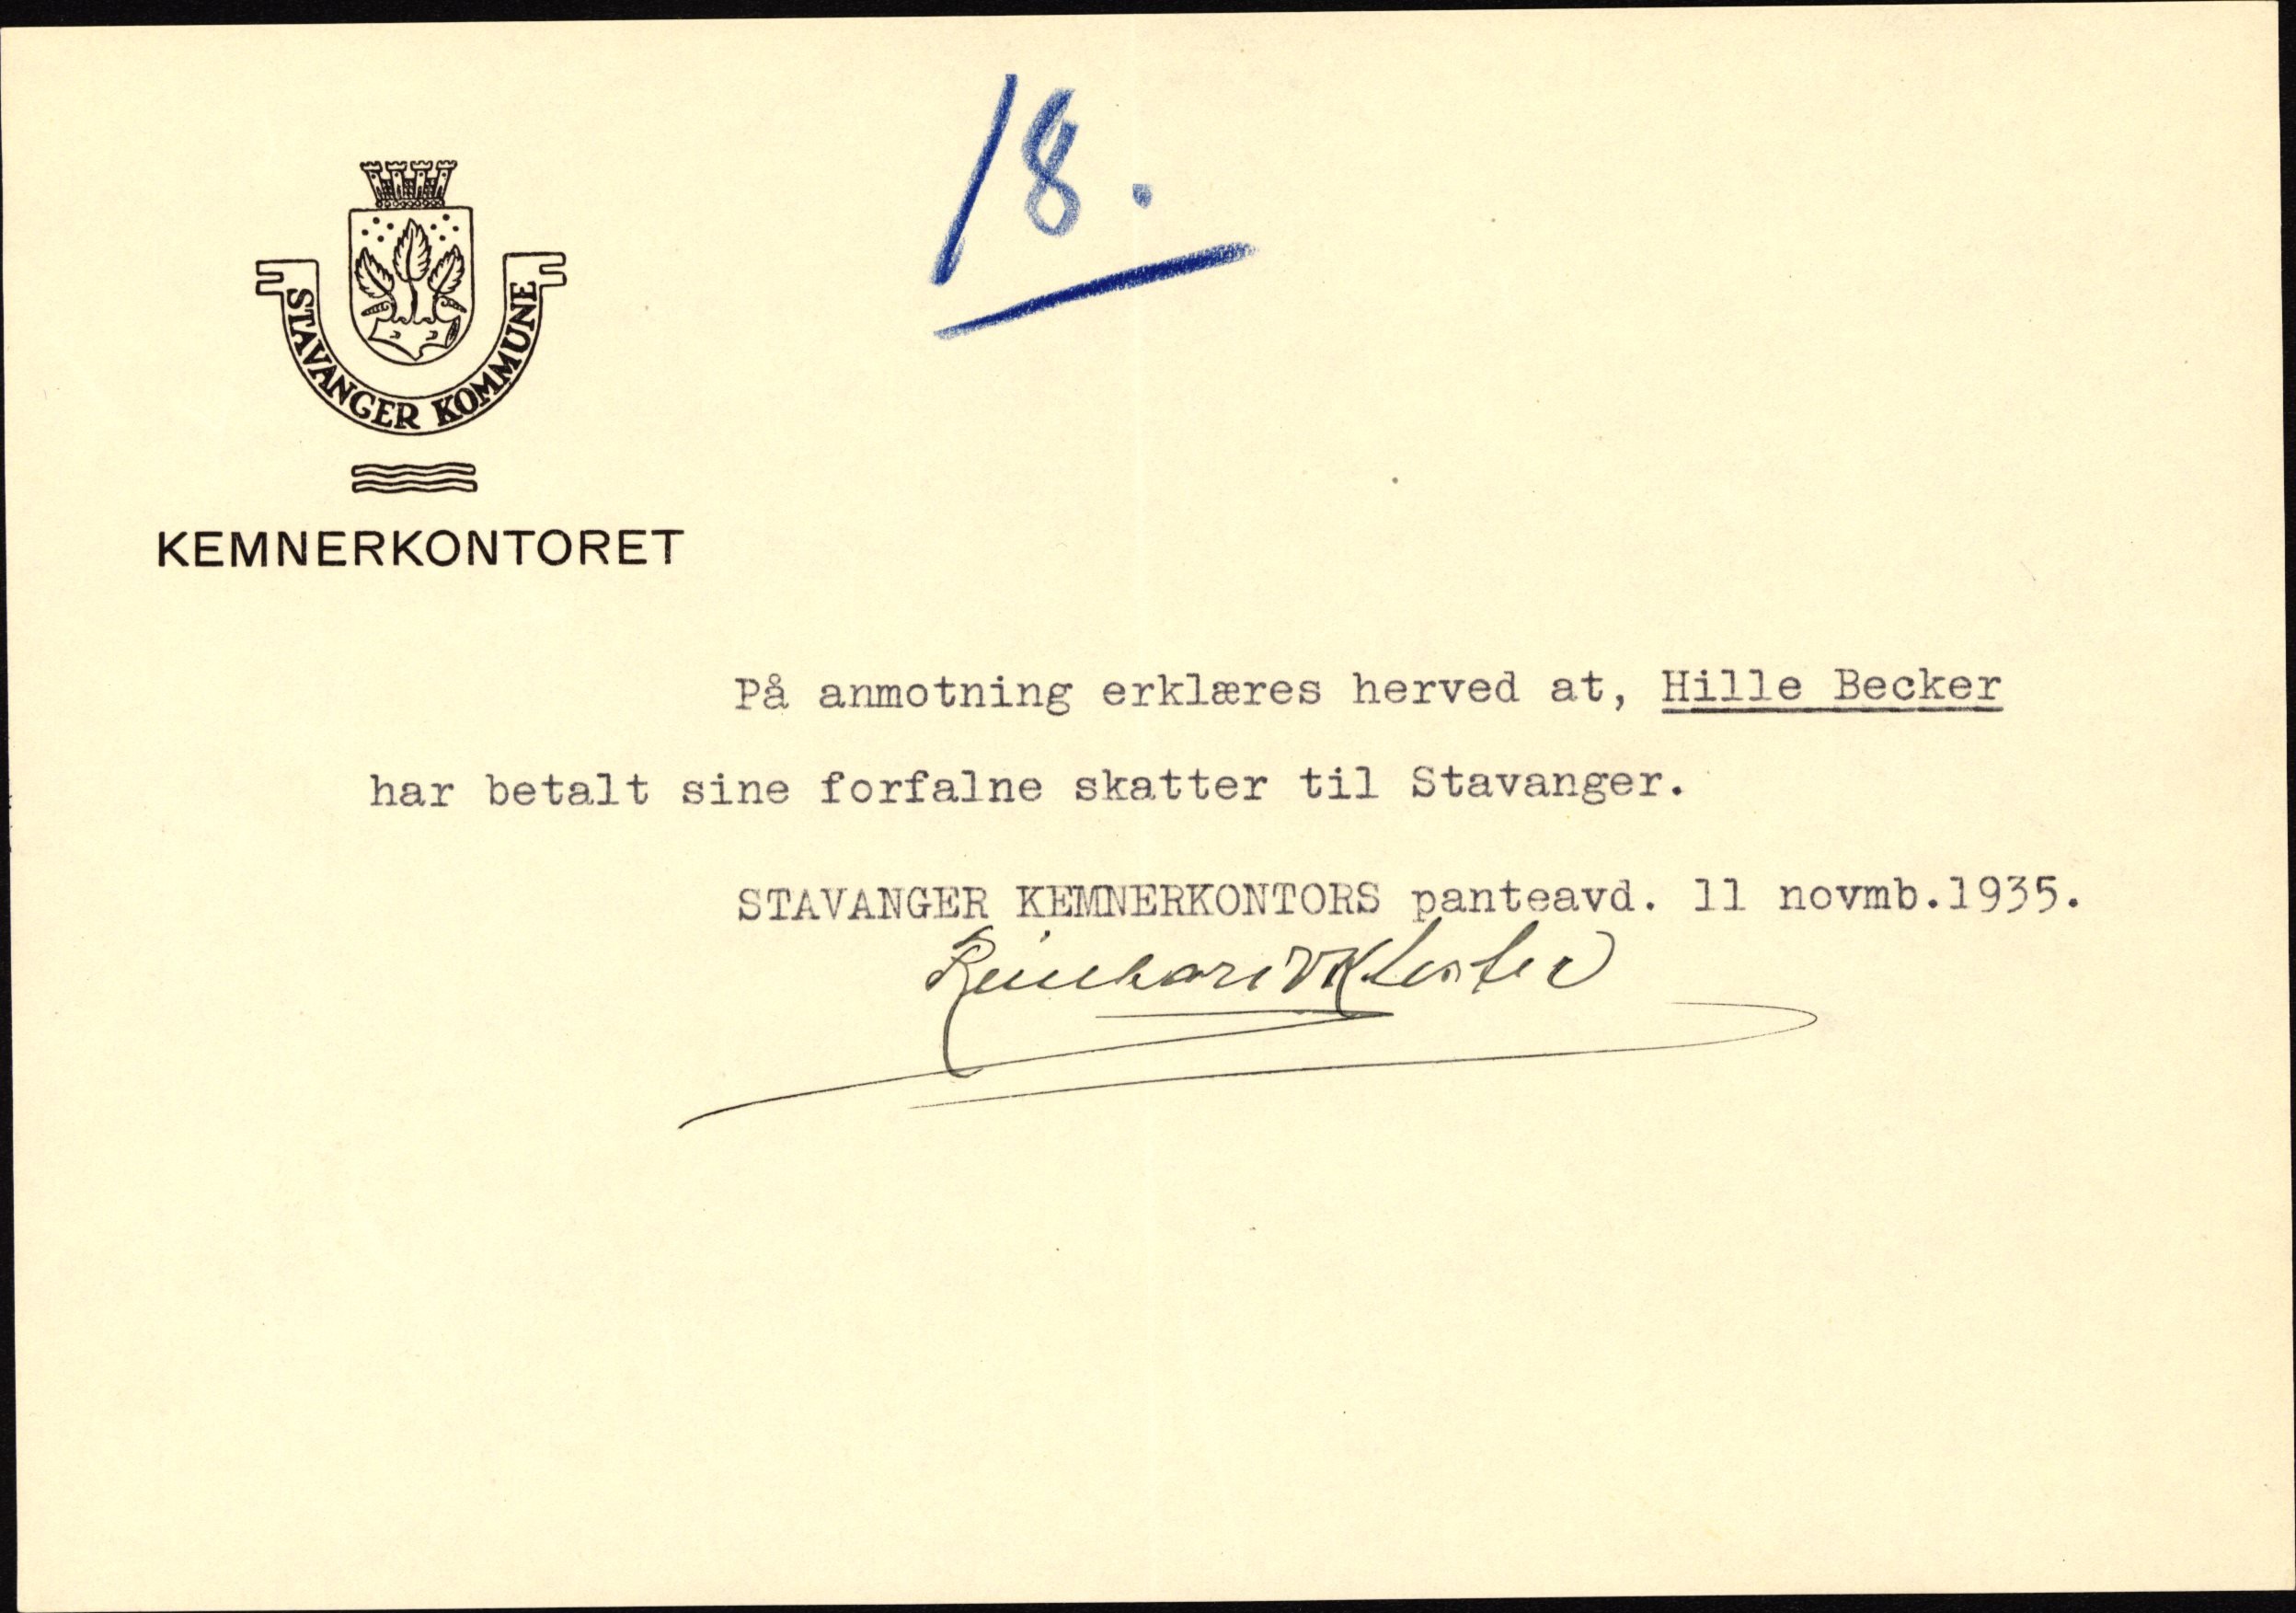 18.
STAVANGER KOMMUNE
KEMNERKONTORET
På anmotning erklæres herved at, Hille Becker
har betalt sine forfalne skatter til Stavanger.
STAVANGER KEMNERKONTORS panteavd. 11 novmb.1935.